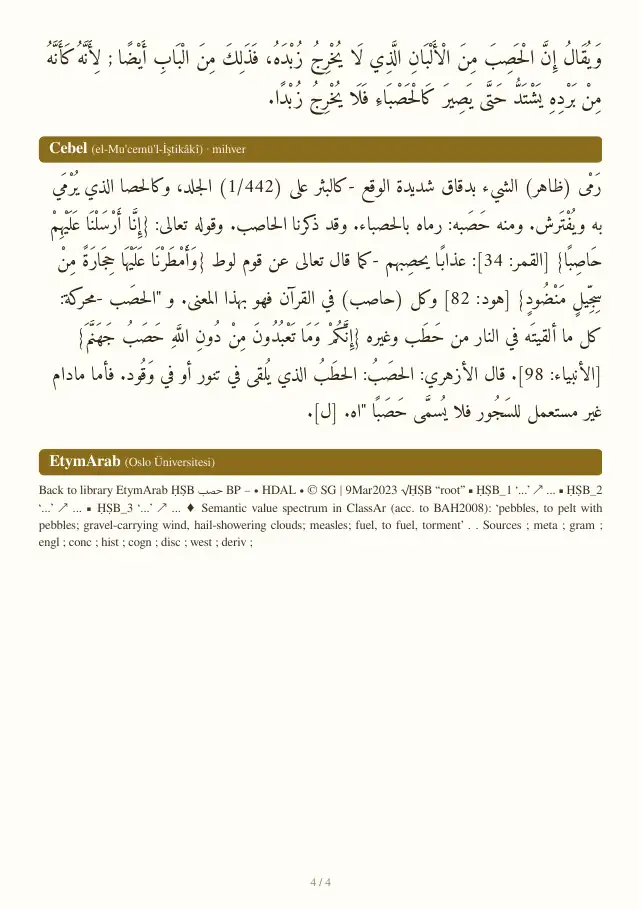 وَيُقَالُ إِنَّ الْحَصِبَ مِنَ الْأَلْبَانِ الَّذِي لَا يُخْرِجُ زُبْدَهُ، فَذَلِكَ مِنَ الْبَابِ أَيْضًا ; لِأَنَّهُ كَأَنَّهُ
مِنْ بَرْدِهِ يَشْتَدُّ حَتَّى يَصِيرَ كَالْحَصْبَاءِ فَلَا يُخْرِجُ زُبْدًا.
Cebel (el-Mu'cemü'l-İştikâkî) · mihver
رَمْى (ظاهر) الشيء بدقاق شديدة الوقع -كالبثر على (1/442) الجلد، وكالحصا الذي يُرْمَي
به ويُفْتَرش. ومنه حَصَبه: رماه بالحصباء. وقد ذكرنا الحاصب. وقوله تعالى: {إِنَّا أَرْسَلْنَا عَلَيْهِمْ
حَاصِبًا} [القمر: 34]: عذابًا يحصِبهم -كما قال تعالى عن قوم لوط {وَأَمْطَرْنَا عَلَيْهَا حِجَارَةً مِنْ
سِجِّيلٍ مَنْضُودٍ} [هود: 82] وكل (حاصب) في القرآن فهو بهذا المعنى. و "الحصَب -محركة:
كل ما ألقيتَه في النار من حَطَب وغيره {إِنَّكُمْ وَمَا تَعْبُدُونَ مِنْ دُونِ اللَّهِ حَصَبُ جَهَنَّمَ}
[الأنبياء: 98]. قال الأزهري: الحصَبُ: الحطَبُ الذي يُلقى في تنور أو في وَقُود. فأما مادام
غير مستعمل للسَجُور فلا يُسمَّى حَصَبًا "اه. [ل].
EtymArab (Oslo Üniversitesi)
Back to library EtymArab ḤṢB حصب BP – • HDAL • © SG | 9Mar2023 √ḤṢB “root” ▪ ḤṢB_1 ‘...’ ↗ ... ▪ ḤṢB_2
‘...’ ↗ ... ▪ ḤṢB_3 ‘...’ ↗ ... ♦ Semantic value spectrum in ClassAr (acc. to BAH2008): ‘pebbles, to pelt with
pebbles; gravel-carrying wind, hail-showering clouds; measles; fuel, to fuel, torment’ . . Sources ; meta ; gram ;
engl ; conc ; hist ; cogn ; disc ; west ; deriv ;
4 / 4